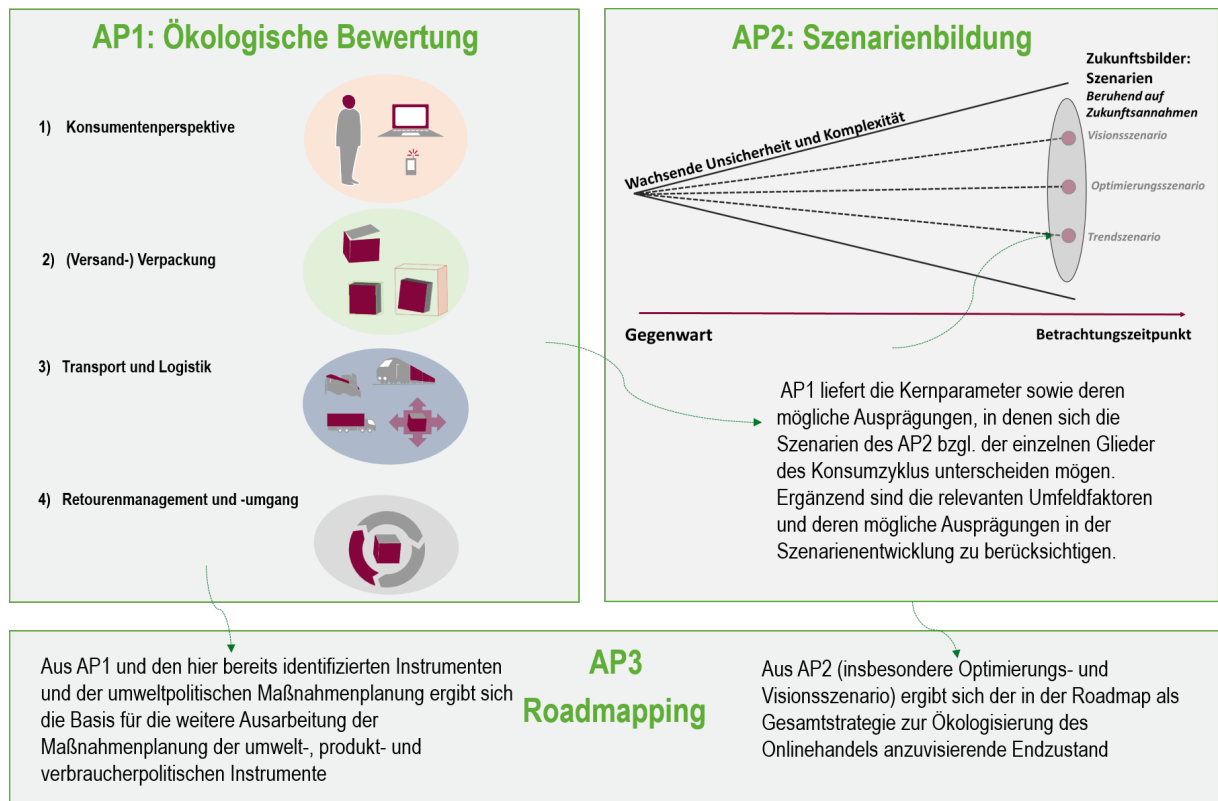 AP1: Ökologische Bewertung
1) Konsumentenperspektive
2) (Versand-) Verpackung
3) Transport und Logistik
4) Retourenmanagement und -umgang
AP2: Szenarienbildung
Zukunftsbilder:
Szenarien
Beruhend auf
Zukunftsannahmen
Wachsende Unsicherheit und Komplexität
Visionsszenario
Optimierungsszenario
Trendszenario
Gegenwart
Betrachtungszeitpunkt
AP1 liefert die Kernparameter sowie deren
mögliche Ausprägungen, in denen sich die
Szenarien des AP2 bzgl. der einzelnen Glieder
des Konsumzyklus unterscheiden mögen.
Ergänzend sind die relevanten Umfeldfaktoren
und deren mögliche Ausprägungen in der
Szenarienentwicklung zu berücksichtigen.
Aus AP1 und den hier bereits identifizierten Instrumenten
und der umweltpolitischen Maßnahmenplanung ergibt sich
die Basis für die weitere Ausarbeitung der
Maßnahmenplanung der umwelt-, produkt- und
verbraucherpolitischen Instrumente
AP3
Roadmapping
Aus AP2 (insbesondere Optimierungs- und
Visionsszenario) ergibt sich der in der Roadmap als
Gesamtstrategie zur Ökologisierung des
Onlinehandels anzuvisierende Endzustand